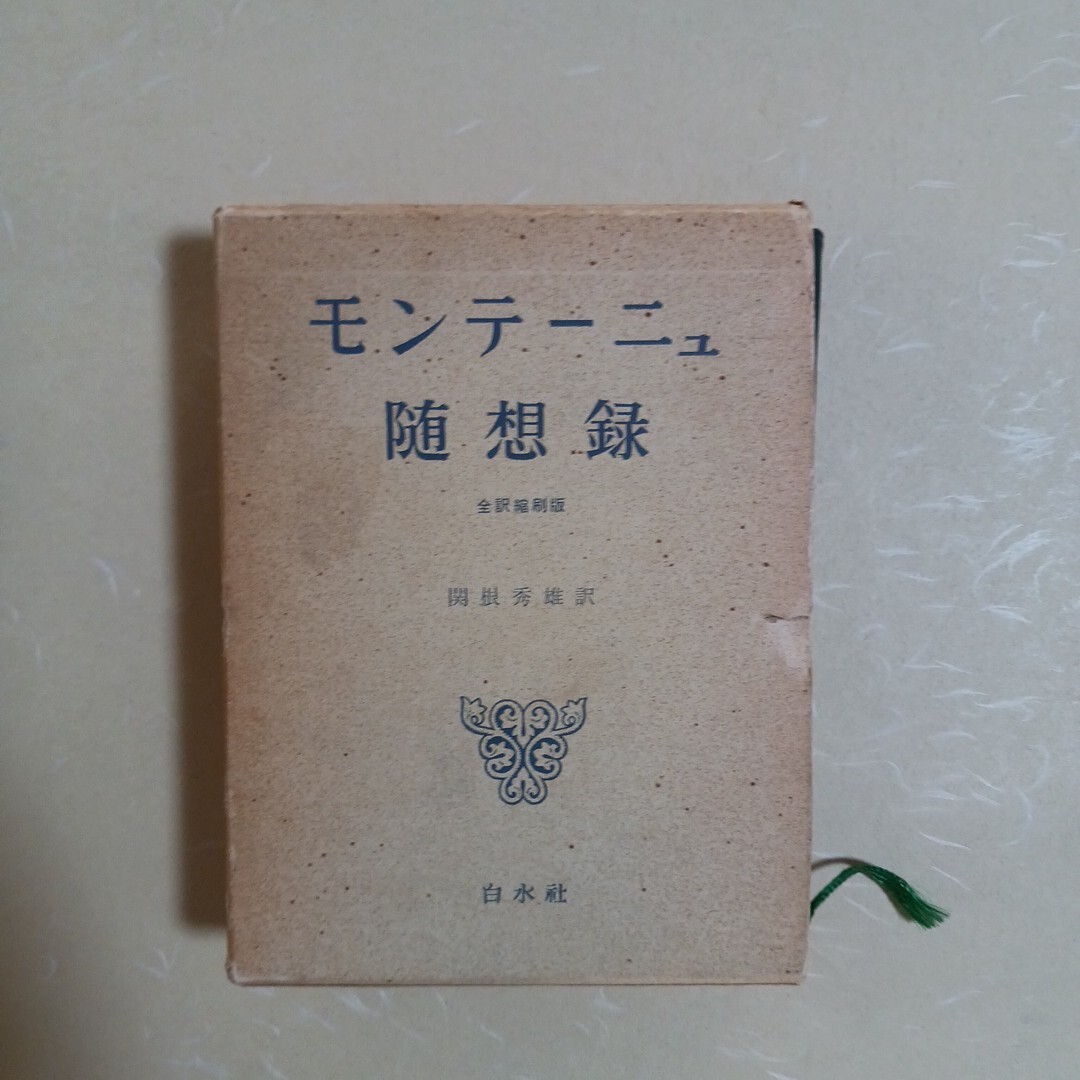 モンテーニュ
随想録
全訳縮刷版
関根秀雄訳
白水社